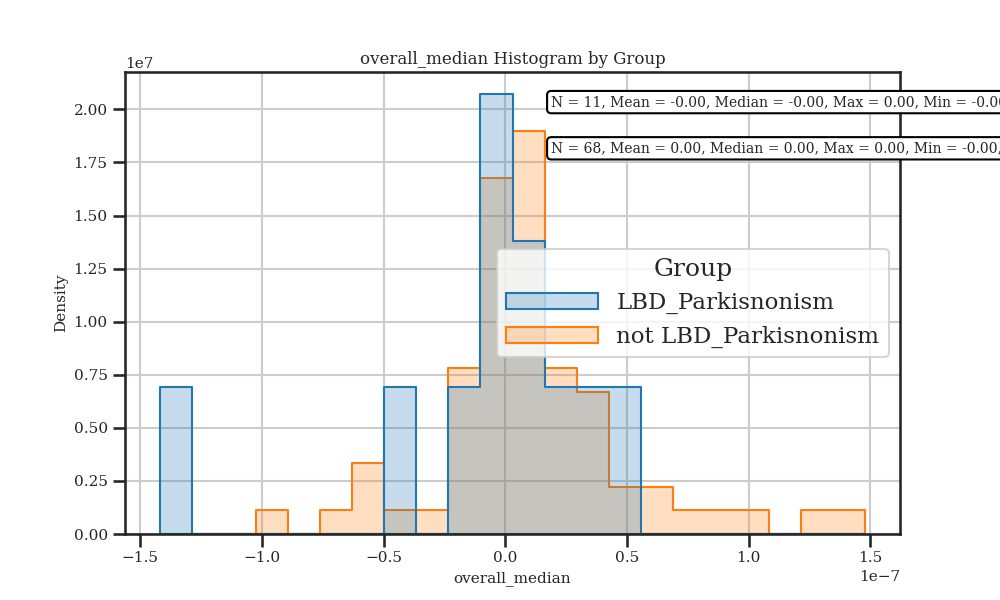 overall_median Histogram by Group
1e7
N = 11, Mean = -0.00, Median = -0.00, Max = 0.00, Min = -0.00
N = 68, Mean = 0.00, Median = 0.00, Max = 0.00, Min = -0.00,
2.00
1.75
1.50
1.25
1.00
0.75
0.50
0.25
0.00
Density
Group
LBD_Parkisnonism
not LBD_Parkisnonism
−1.5 −1.0 −0.5 0.0 0.5 1.0 1.5
1e−7
overall_median